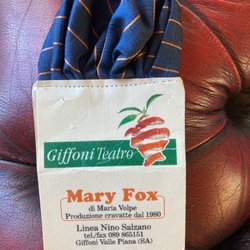 Giffoni Teatro
Mary Fox
di Maria Volpe
Produzione cravatte dal 1980
Linea Nino Salzano
tel./fax 089 865151
Giffoni Valle Piana (SA)